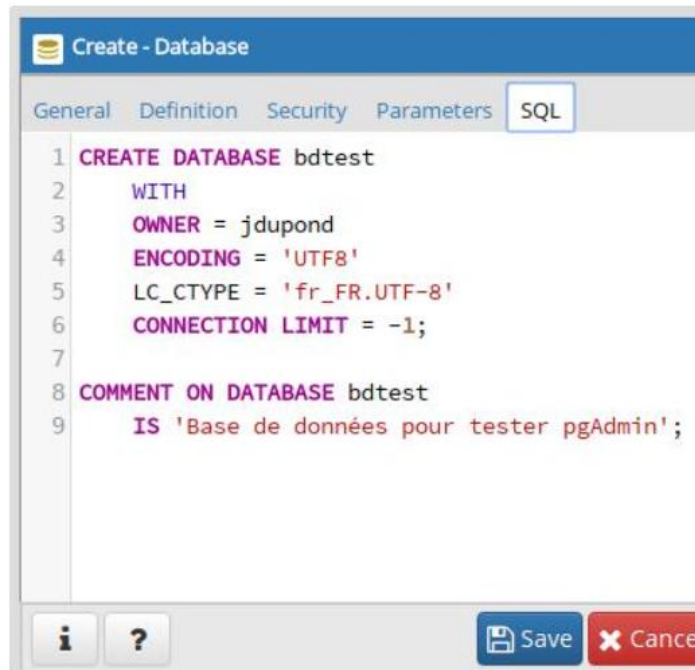 Create - Database
General Definition Security Parameters SQL
1 CREATE DATABASE bdtest
2 WITH
3 OWNER = jdupond
4 ENCODING = 'UTF8'
5 LC_CTYPE = 'fr_FR.UTF-8'
6 CONNECTION LIMIT = -1;
7
8 COMMENT ON DATABASE bdtest
9 IS 'Base de données pour tester pgAdmin';
i ? Save Cance